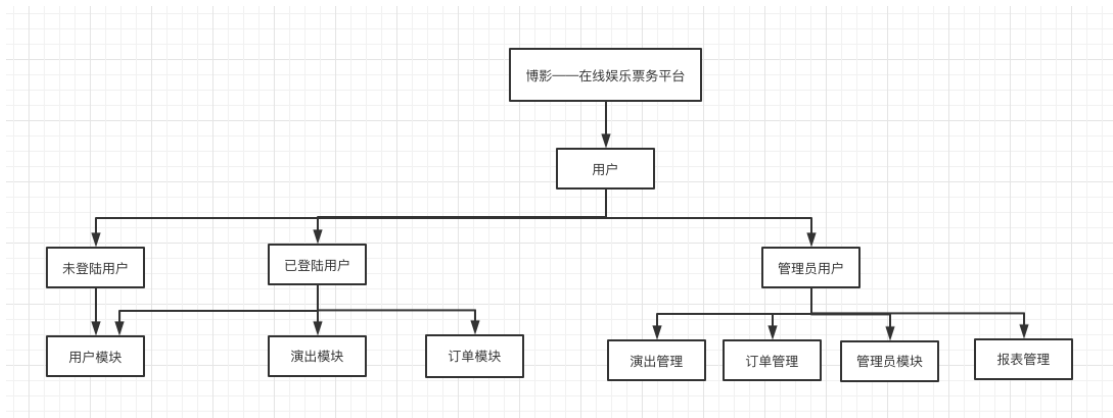 博影——在线娱乐票务平台
用户
未登陆用户
已登陆用户
管理员用户
用户模块
演出模块
订单模块
演出管理
订单管理
管理员模块
报表管理